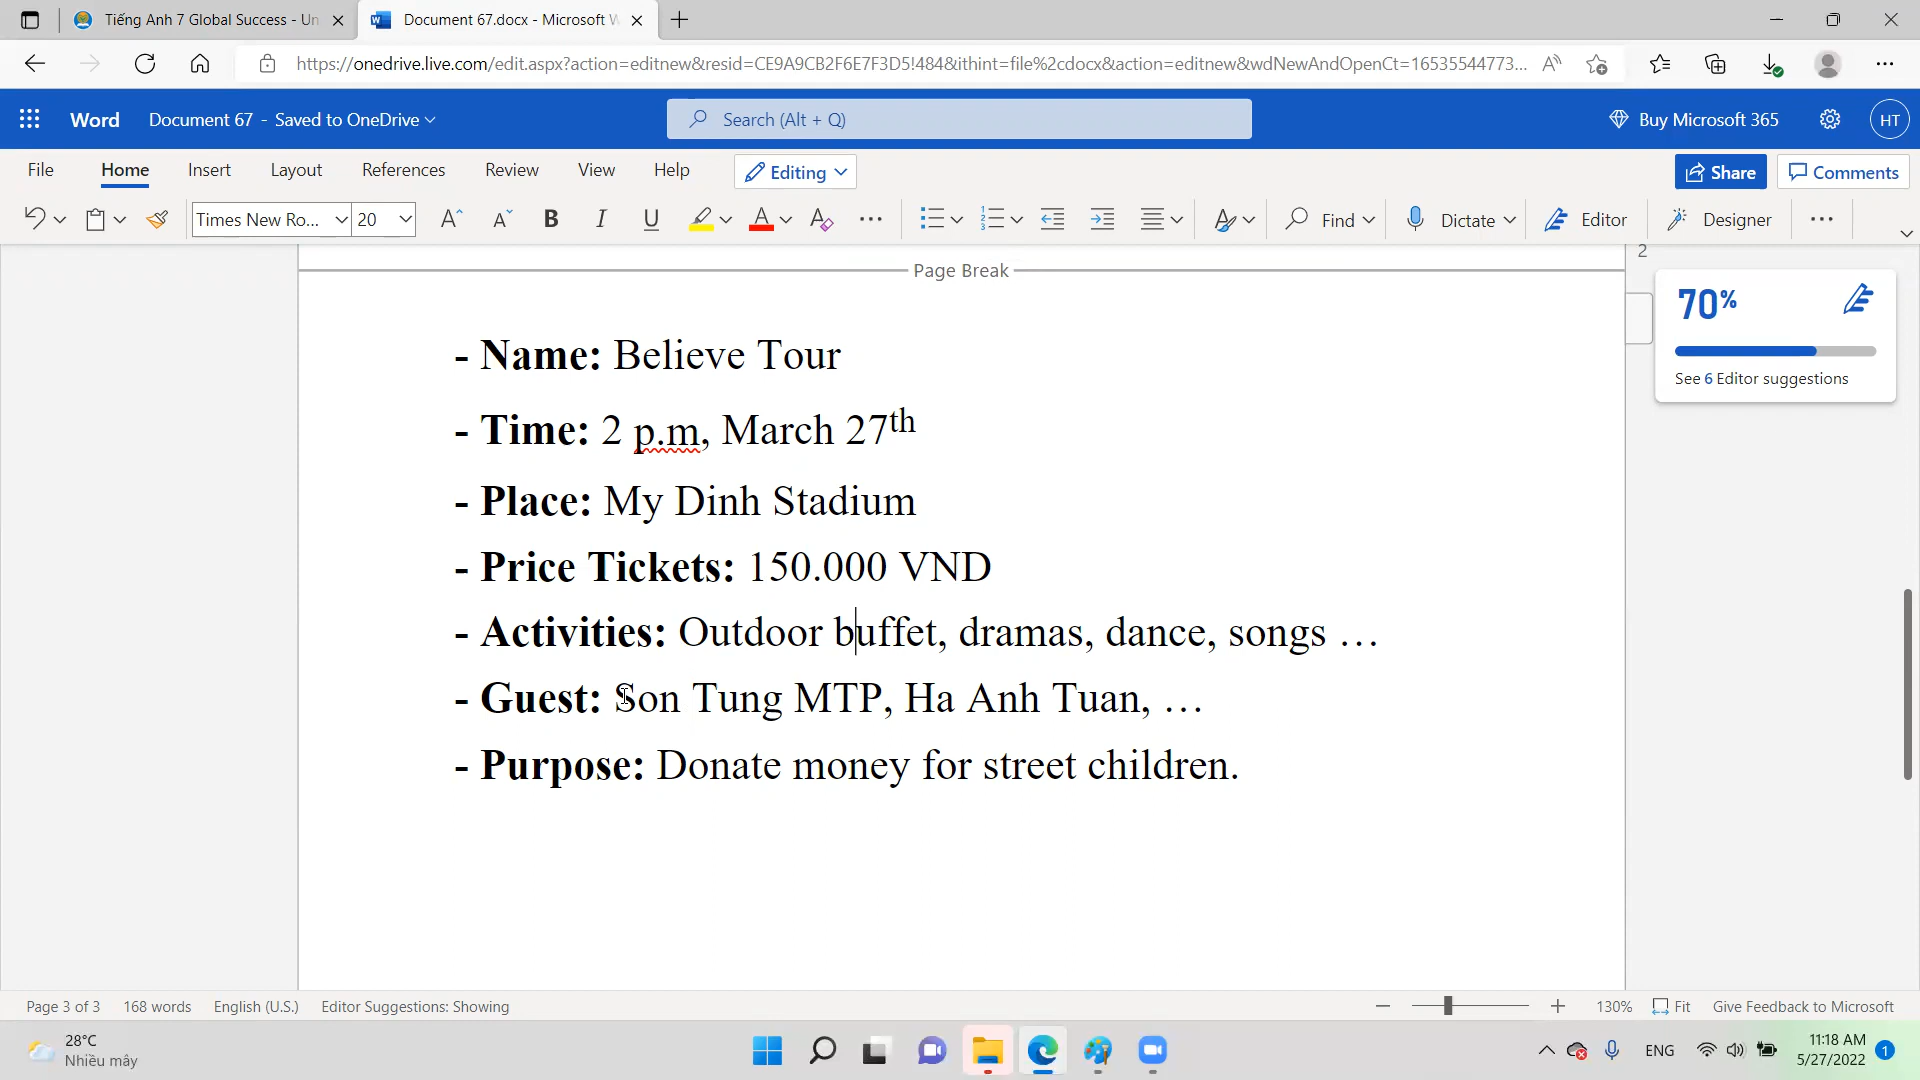 Tiếng Anh 7 Global Success - Un
Document 67.docx - Microsoft W
https://onedrive.live.com/edit.aspx?action=editnew&resid=CE9A9CB2F6E7F3D5!484&ithint=file%2cdocx&action=editnew&wdNewAndOpenCt=16535544773...
Word Document 67 - Saved to OneDrive
Search (Alt + Q)
Buy Microsoft 365
HT
File Home Insert Layout References Review View Help Editing Share Comments
Times New Ro... 20 Find Dictate Editor Designer
Page Break
2
70%
See 6 Editor suggestions
- Name: Believe Tour
- Time: 2 p.m, March 27th
- Place: My Dinh Stadium
- Price Tickets: 150.000 VND
- Activities: Outdoor buffet, dramas, dance, songs …
- Guest: Son Tung MTP, Ha Anh Tuan, …
- Purpose: Donate money for street children.
Page 3 of 3 168 words English (U.S.) Editor Suggestions: Showing 130% Fit Give Feedback to Microsoft
28°C
Nhiều mây
ENG
11:18 AM
5/27/2022
1